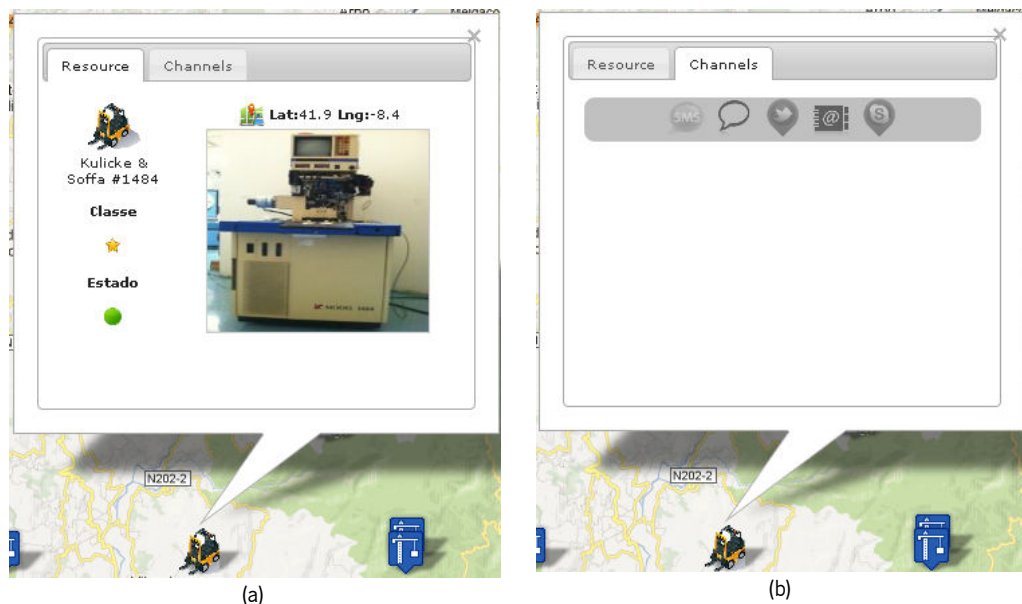 Resource Channels
Lat:41.9 Lng:-8.4
Kulicke &
Soffa #1484
Classe
Estado
N202-2
(a)
Resource Channels
SMS
@
S
N202-2
(b)